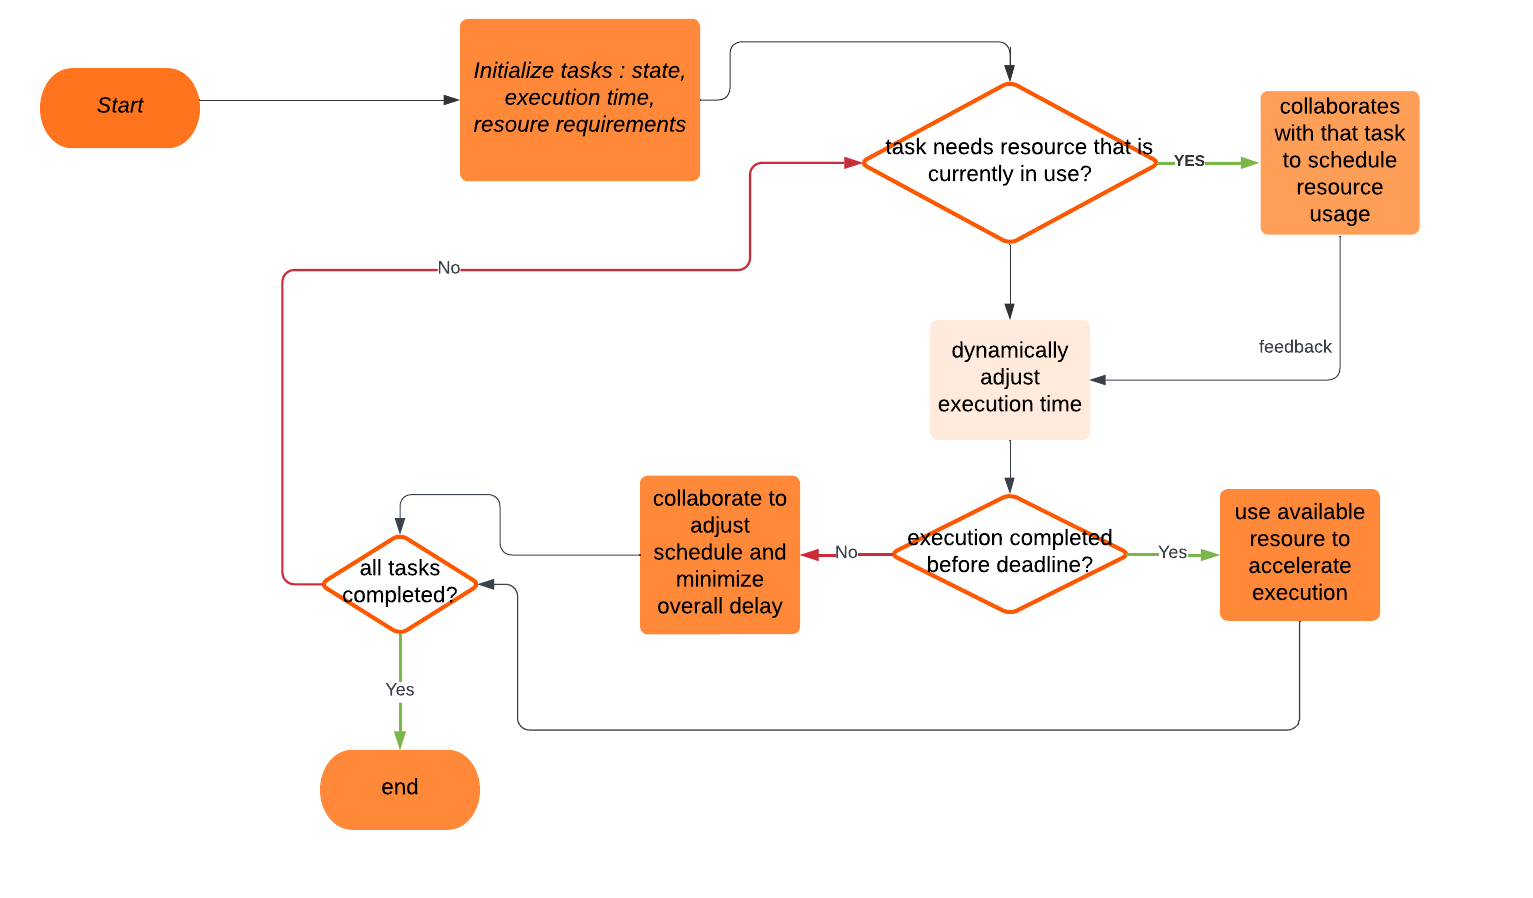 Start
Initialize tasks : state,
execution time,
resoure requirements
task needs resource that is
currently in use?
YES
collaborates
with that task
to schedule
resource
usage
No
feedback
dynamically
adjust
execution time
execution completed
before deadline?
No
Yes
collaborate to
adjust
schedule and
minimize
overall delay
use available
resoure to
accelerate
execution
all tasks
completed?
Yes
end